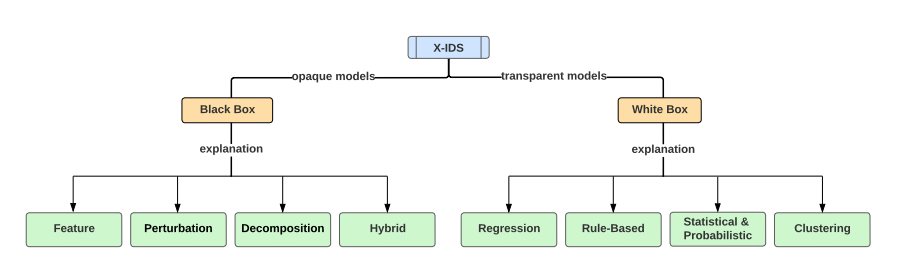 X-IDS
opaque models
transparent models
Black Box
White Box
explanation
explanation
Feature
Perturbation
Decomposition
Hybrid
Regression
Rule-Based
Statistical &
Probabilistic
Clustering